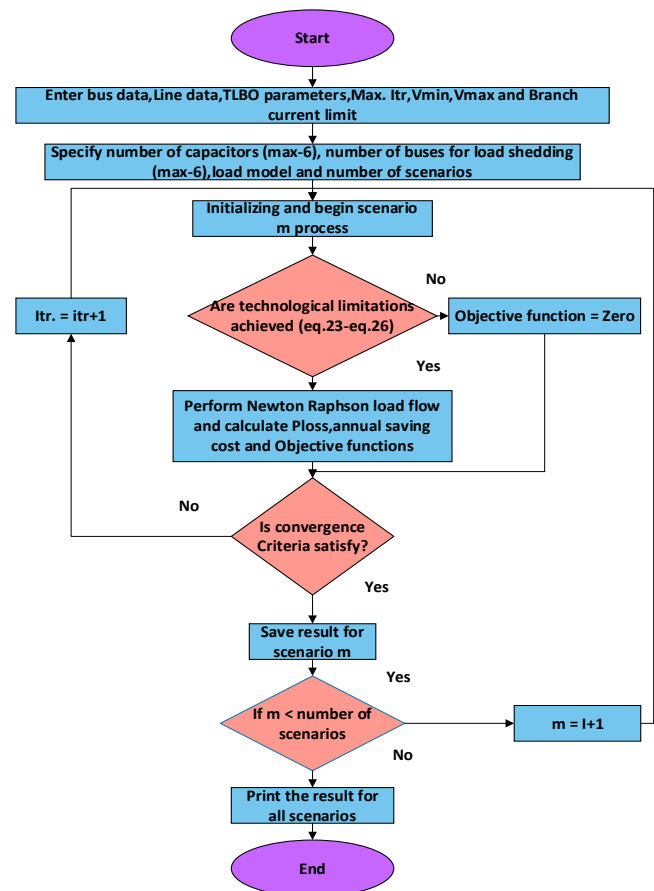 Start
Enter bus data,Line data,TLBO parameters,Max. Itr,Vmin,Vmax and Branch
current limit
Specify number of capacitors (max-6), number of buses for load shedding
(max-6),load model and number of scenarios
Initializing and begin scenario
m process
No
Are technological limitations
achieved (eq.23-eq.26)
Itr. = itr+1
Objective function = Zero
Yes
Perform Newton Raphson load flow
and calculate Ploss,annual saving
cost and Objective functions
No
Is convergence
Criteria satisfy?
Yes
Save result for
scenario m
Yes
If m < number of
scenarios
m = I+1
No
Print the result for
all scenarios
End